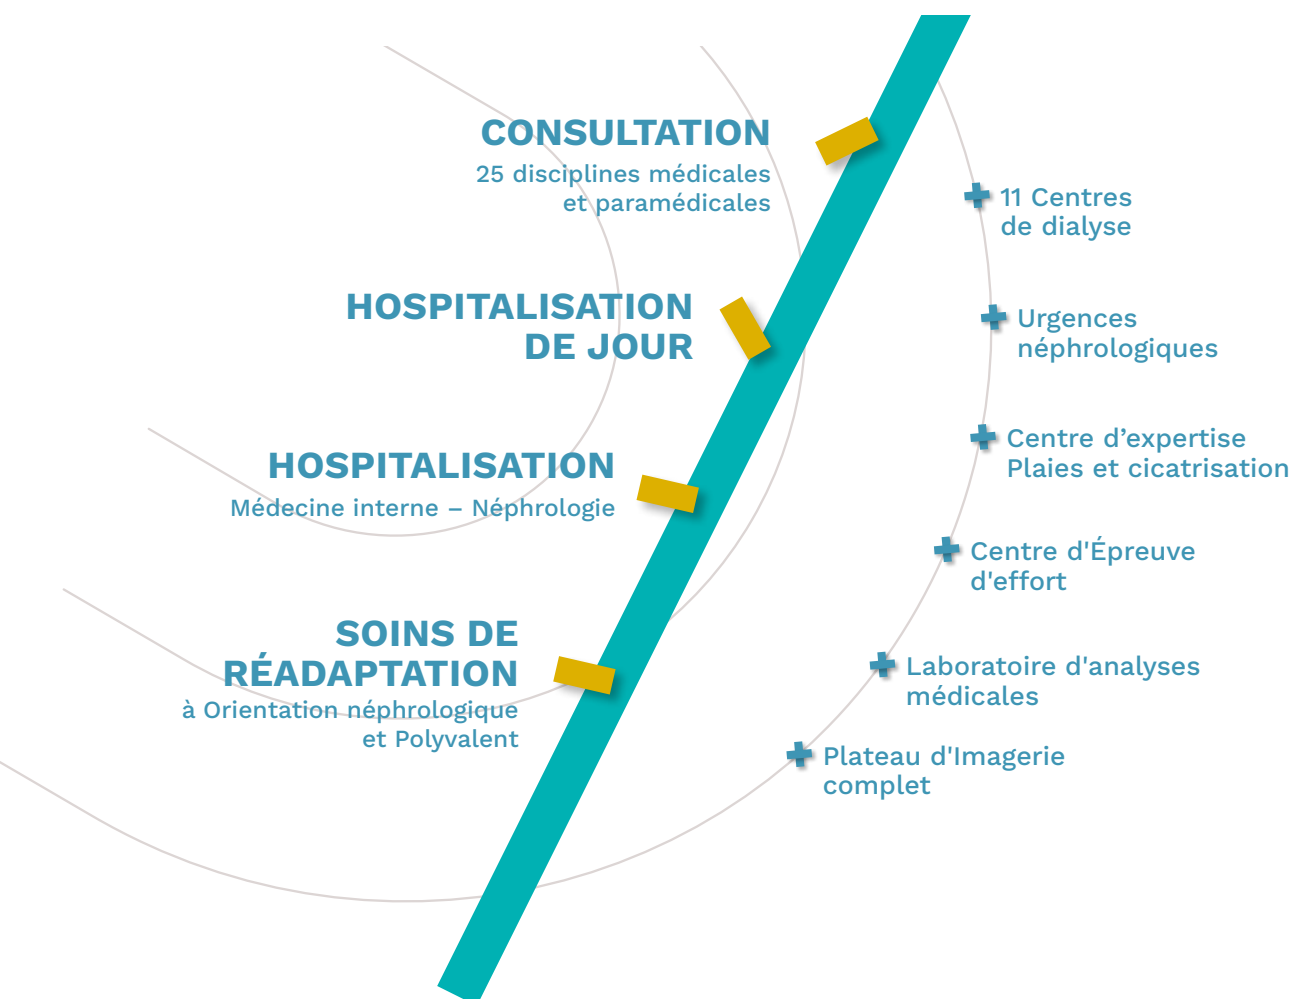 CONSULTATION
25 disciplines médicales
et paramédicales
HOSPITALISATION
DE JOUR
HOSPITALISATION
Médecine interne – Néphrologie
SOINS DE
RÉADAPTATION
à Orientation néphrologique
et Polyvalent
11 Centres
de dialyse
Urgences
néphrologiques
Centre d’expertise
Plaies et cicatrisation
Centre d'Épreuve
d'effort
Laboratoire d'analyses
médicales
Plateau d'Imagerie
complet